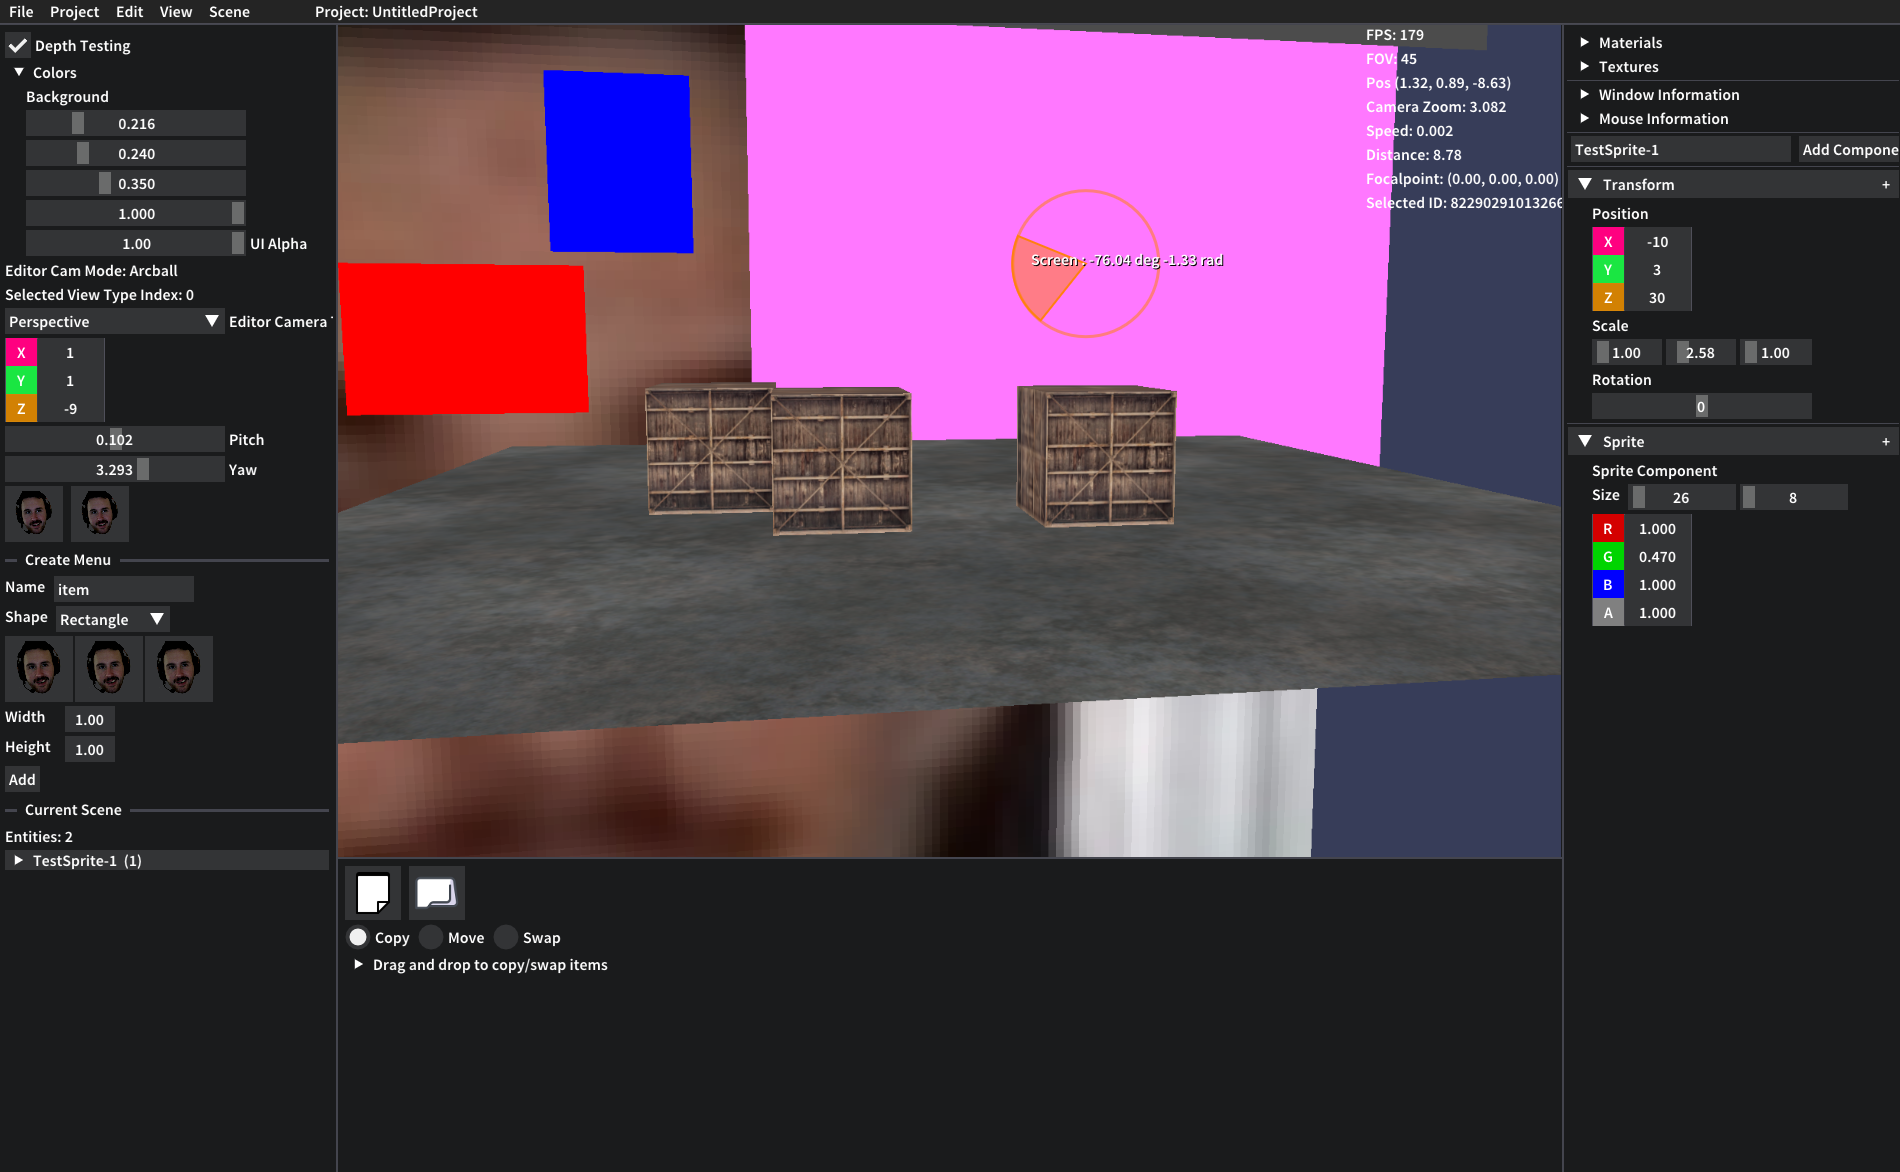 File Project Edit View Scene Project: UntitledProject
Depth Testing
Colors
Background
0.216
0.240
0.350
1.000
1.00 UI Alpha
Editor Cam Mode: Arcball
Selected View Type Index: 0
Perspective Editor Camera
X 1
Y 1
Z -9
0.102 Pitch
3.293 Yaw
Create Menu
Name item
Shape Rectangle
Width 1.00
Height 1.00
Add
Current Scene
Entities: 2
TestSprite-1 (1)
FPS: 179
FOV: 45
Pos (1.32, 0.89, -8.63)
Camera Zoom: 3.082
Speed: 0.002
Distance: 8.78
Focalpoint: (0.00, 0.00, 0.00)
Selected ID: 82290291013266
Screen : -76.04 deg -1.33 rad
Copy Move Swap
Drag and drop to copy/swap items
Materials
Textures
Window Information
Mouse Information
TestSprite-1 Add Compone
Transform +
Position
X -10
Y 3
Z 30
Scale
1.00 2.58 1.00
Rotation
0
Sprite +
Sprite Component
Size 26 8
R 1.000
G 0.470
B 1.000
A 1.000